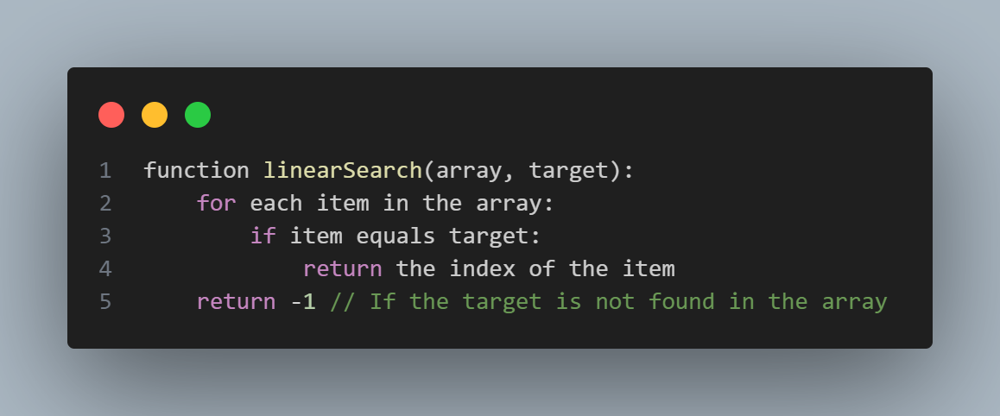 1 function linearSearch(array, target):
2     for each item in the array:
3         if item equals target:
4             return the index of the item
5     return -1 // If the target is not found in the array